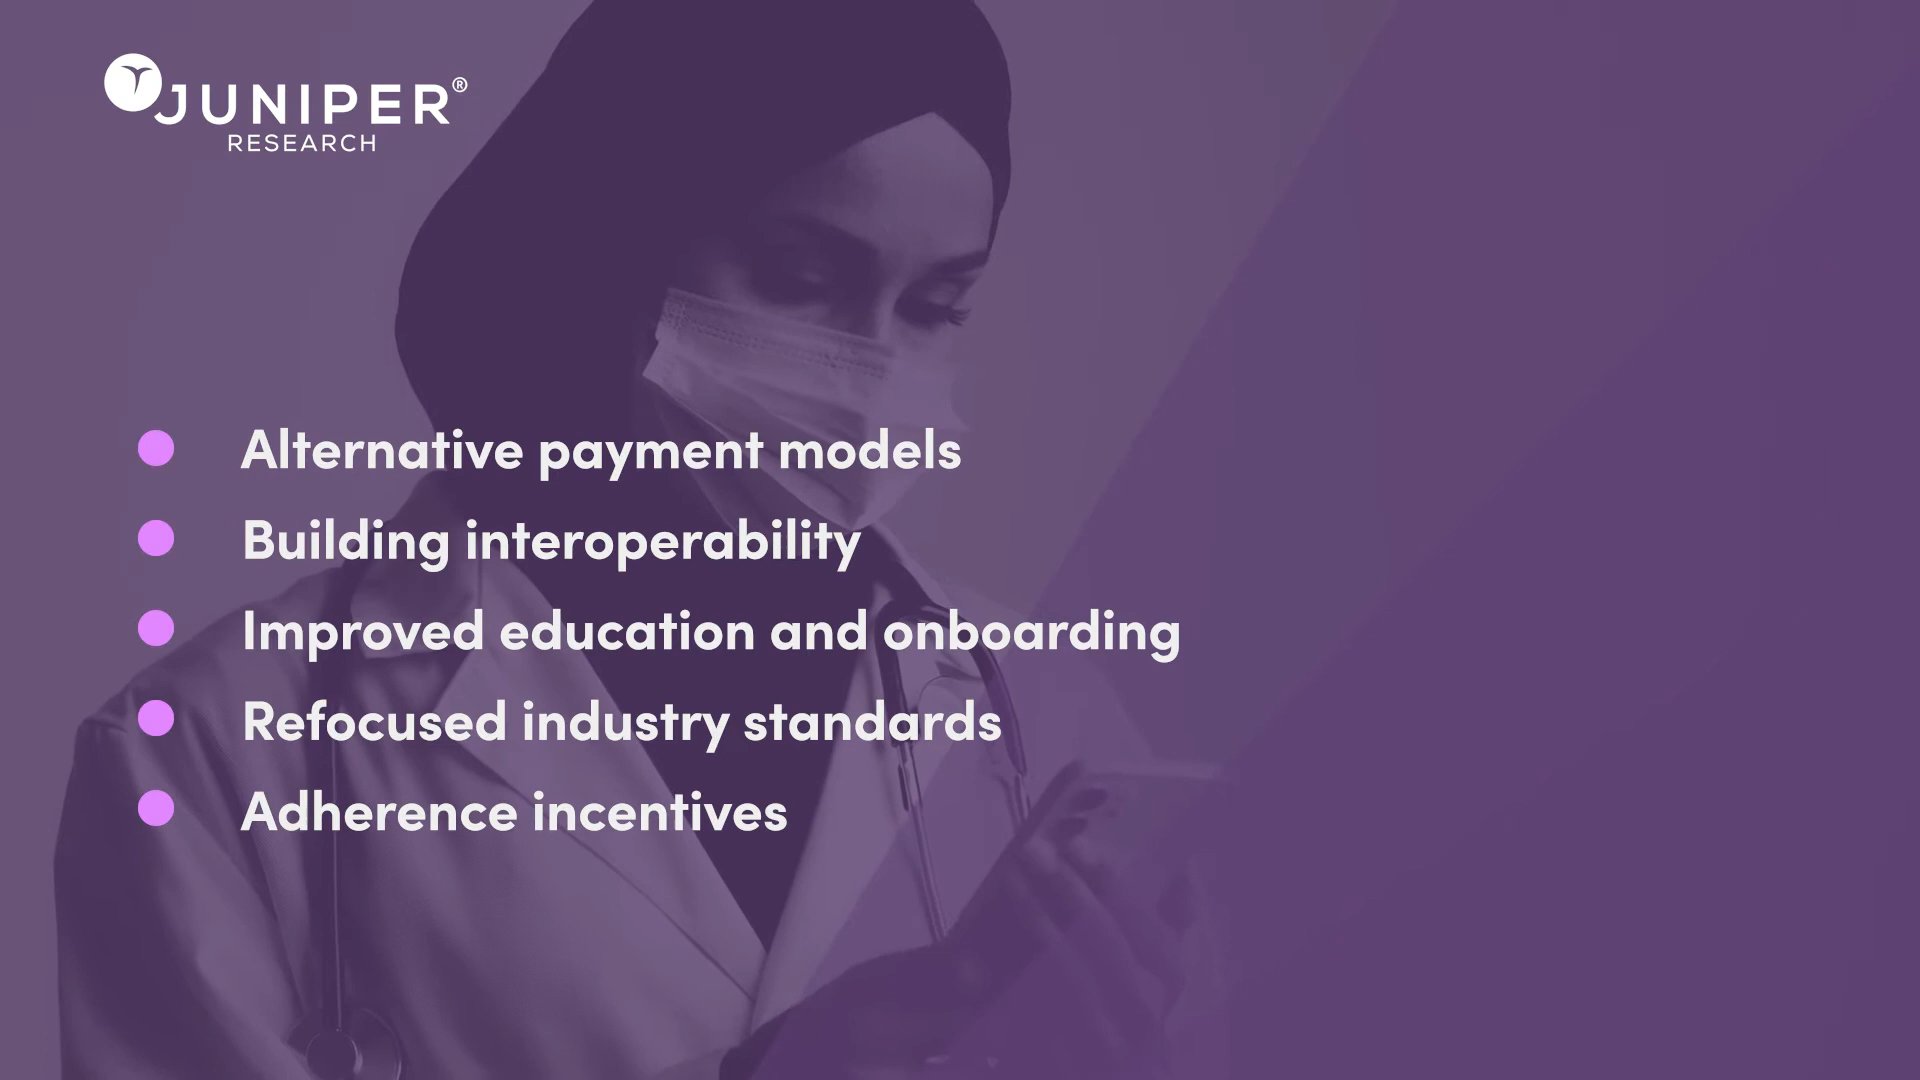 JUNIPER®
RESEARCH
Alternative payment models
Building interoperability
Improved education and onboarding
Refocused industry standards
Adherence incentives